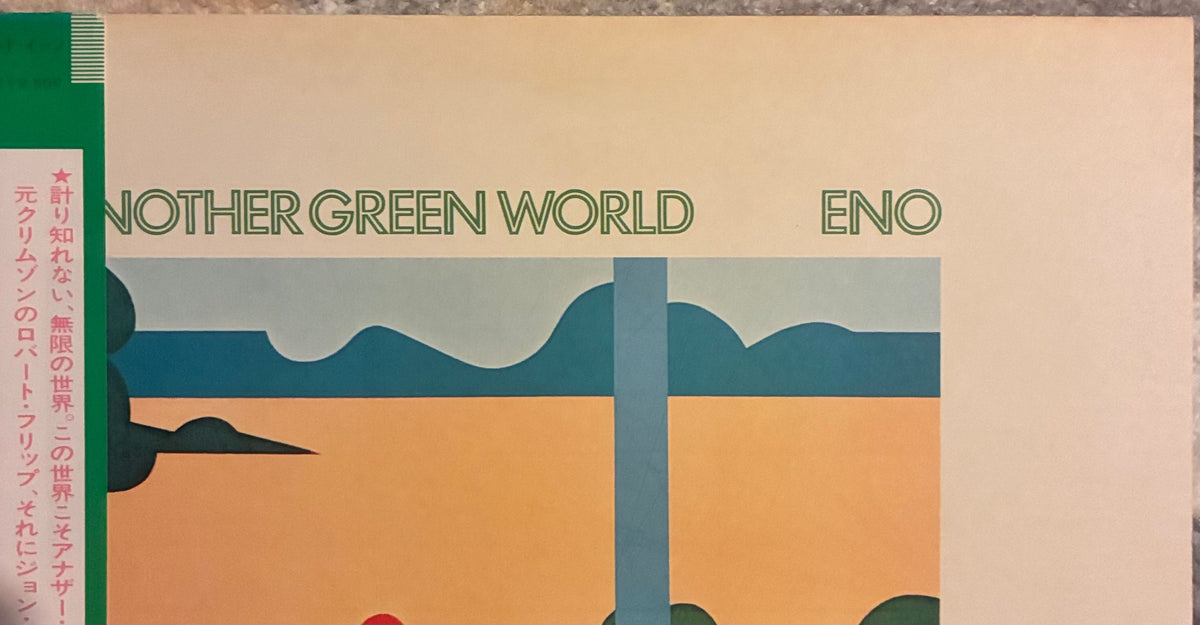 NOTHER GREEN WORLD ENO
★計り知れない、無限の世界。この世界こそアナザー・
元クリムゾンのロバート・フリップ、それにジョン・